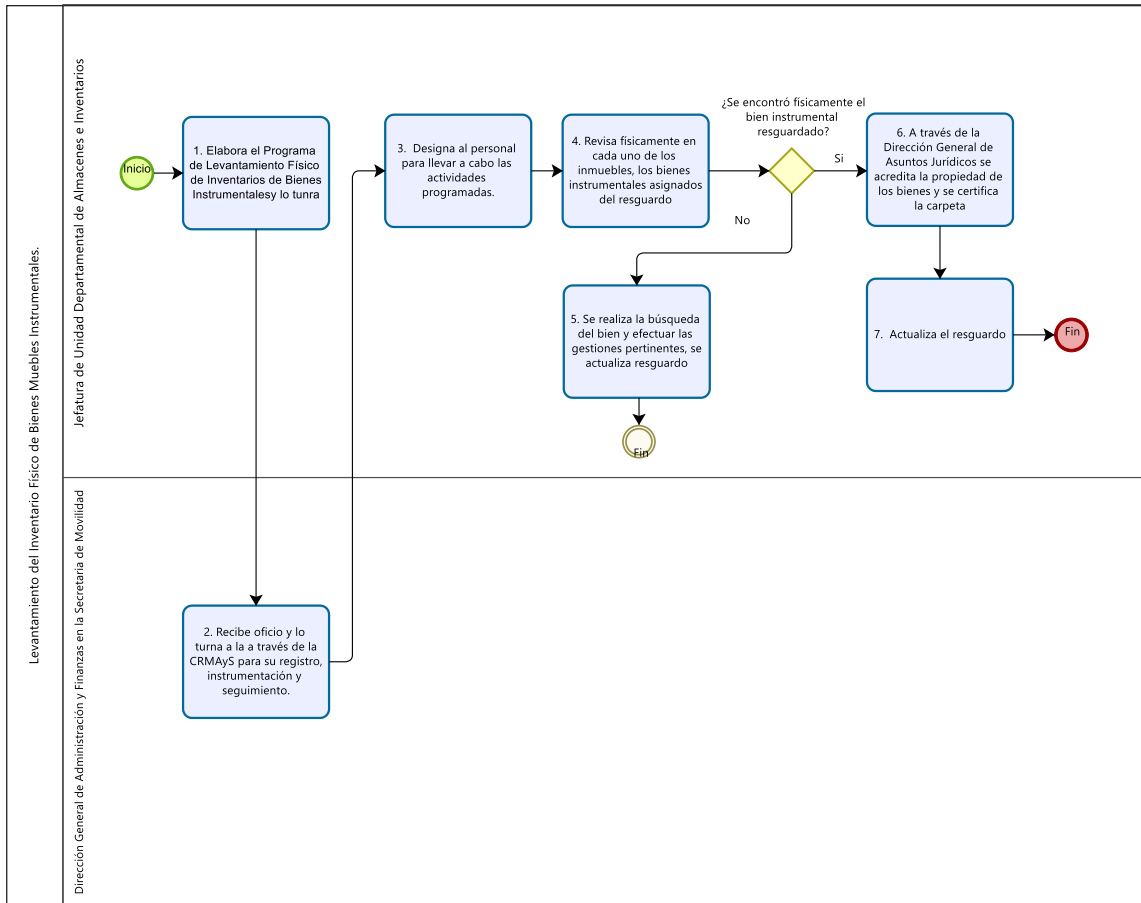 Levantamiento del Inventario Físico de Bienes Muebles Instrumentales.
Jefatura de Unidad Departamental de Almacenes e Inventarios
Inicio
1. Elabora el Programa
de Levantamiento Físico
de Inventarios de Bienes
Instrumentalesy lo tunra
3.  Designa al personal
para llevar a cabo las
actividades
programadas.
4. Revisa físicamente en
cada uno de los
inmuebles, los bienes
instrumentales asignados
del resguardo
¿Se encontró físicamente el
bien instrumental
resguardado?
Si
No
6. A través de la
Dirección General de
Asuntos Jurídicos se
acredita la propiedad de
los bienes y se certifica
la carpeta
5. Se realiza la búsqueda
del bien y efectuar las
gestiones pertinentes, se
actualiza resguardo
Fin
7.  Actualiza el resguardo
Fin
Dirección General de Administración y Finanzas en la Secretaria de Movilidad
2. Recibe oficio y lo
turna a la a través de la
CRMAyS para su registro,
instrumentación y
seguimiento.